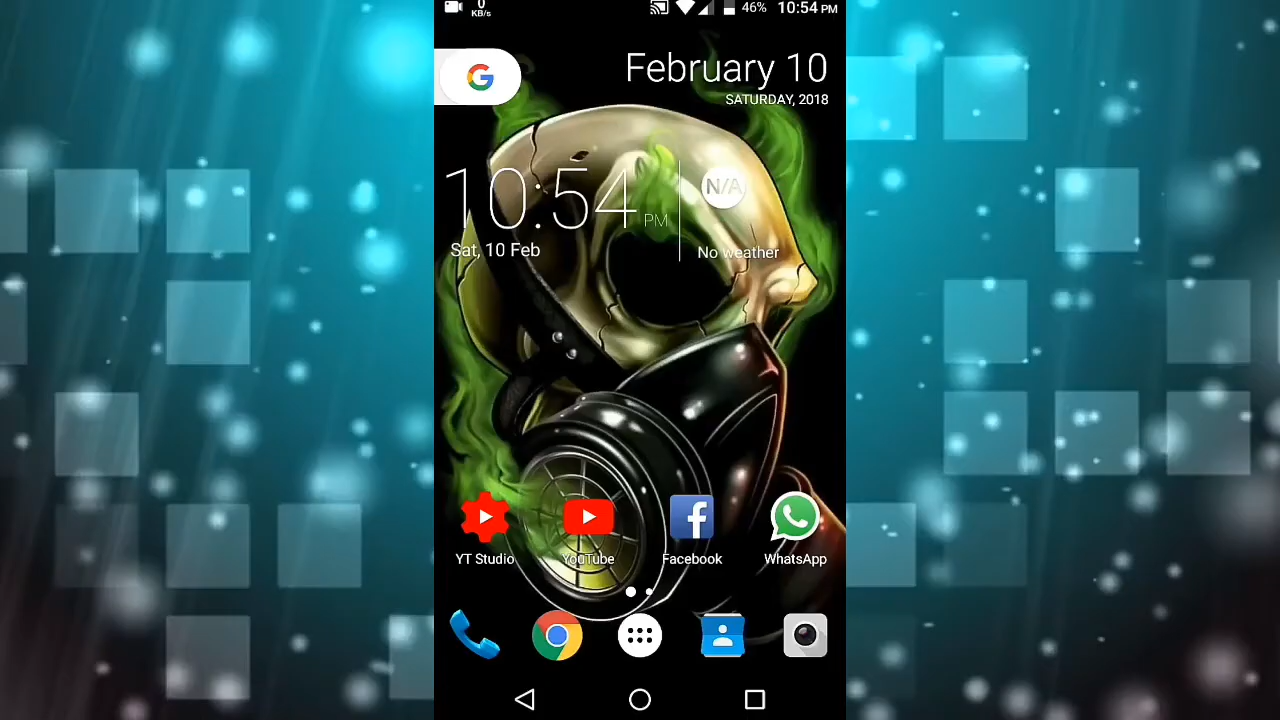 0
KB/s
46% 10:54 PM
G
February 10
SATURDAY, 2018
10:54 PM
N/A
Sat, 10 Feb
No weather
YT Studio
YouTube
f
Facebook
WhatsApp